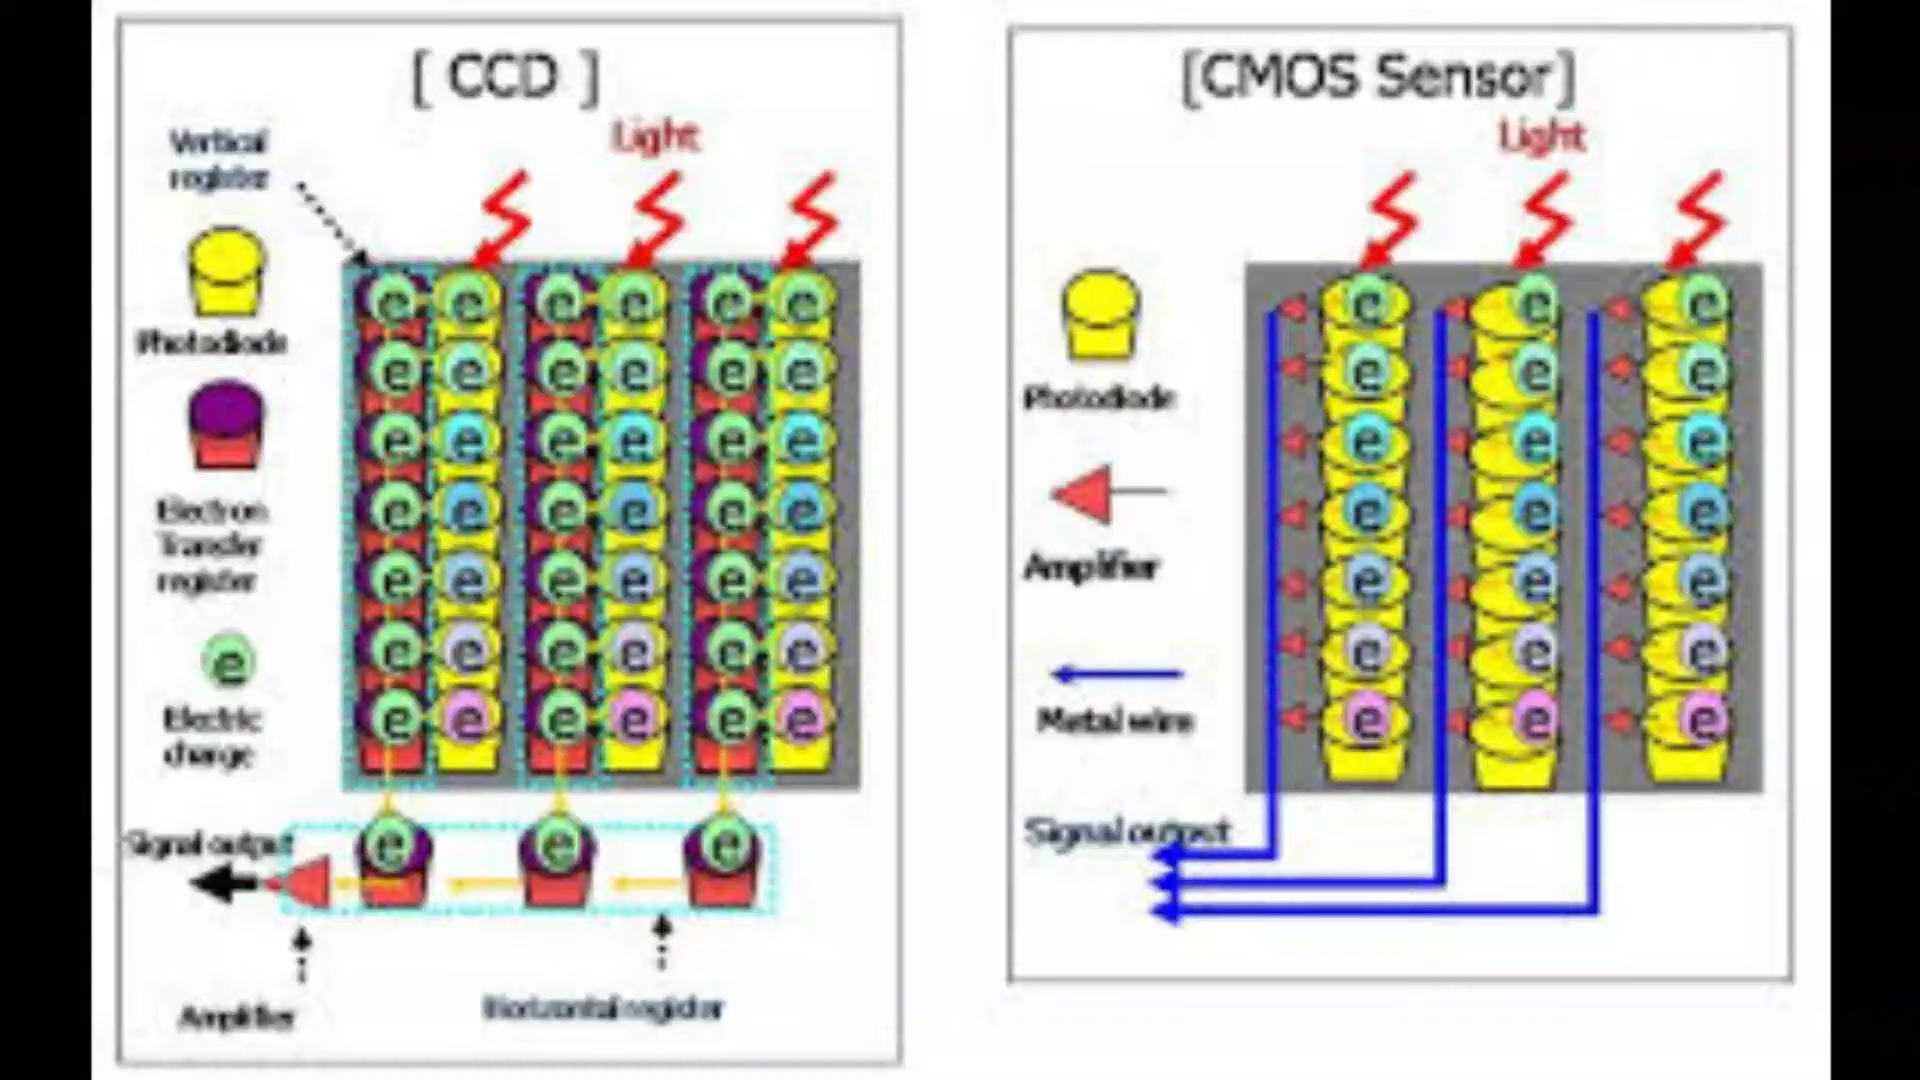 [ CCD ]
Light
Vertical
register
Photodiode
Electron
Transfer
register
Electric
charge
Signal output
Amplifier
Horizontal register
e e e e e e
e e e e e e
e e e e e e
e e e e e e
e e e e e e
e e e e e e
e e e e e e
e e e
[CMOS Sensor]
Light
Photodiode
Amplifier
Metal wire
Signal output
e e e
e e e
e e e
e e e
e e e
e e e
e e e